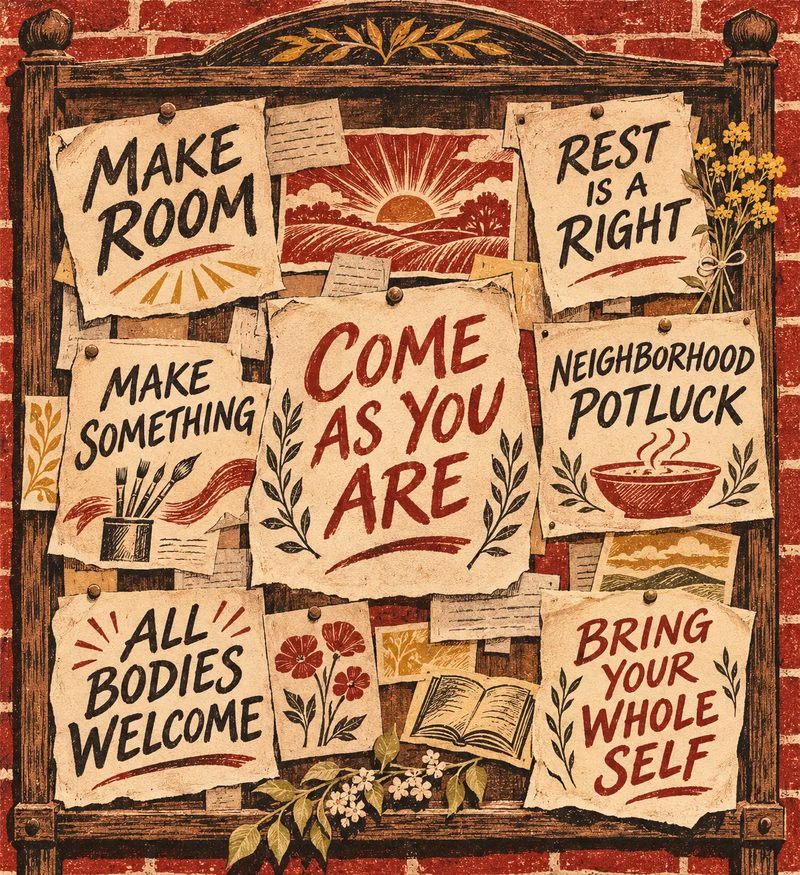 MAKE
ROOM
REST
IS A
RIGHT
MAKE
SOMETHING
COME
AS YOU
ARE
NEIGHBORHOOD
POTLUCK
ALL
BODIES
WELCOME
BRING
YOUR
WHOLE
SELF